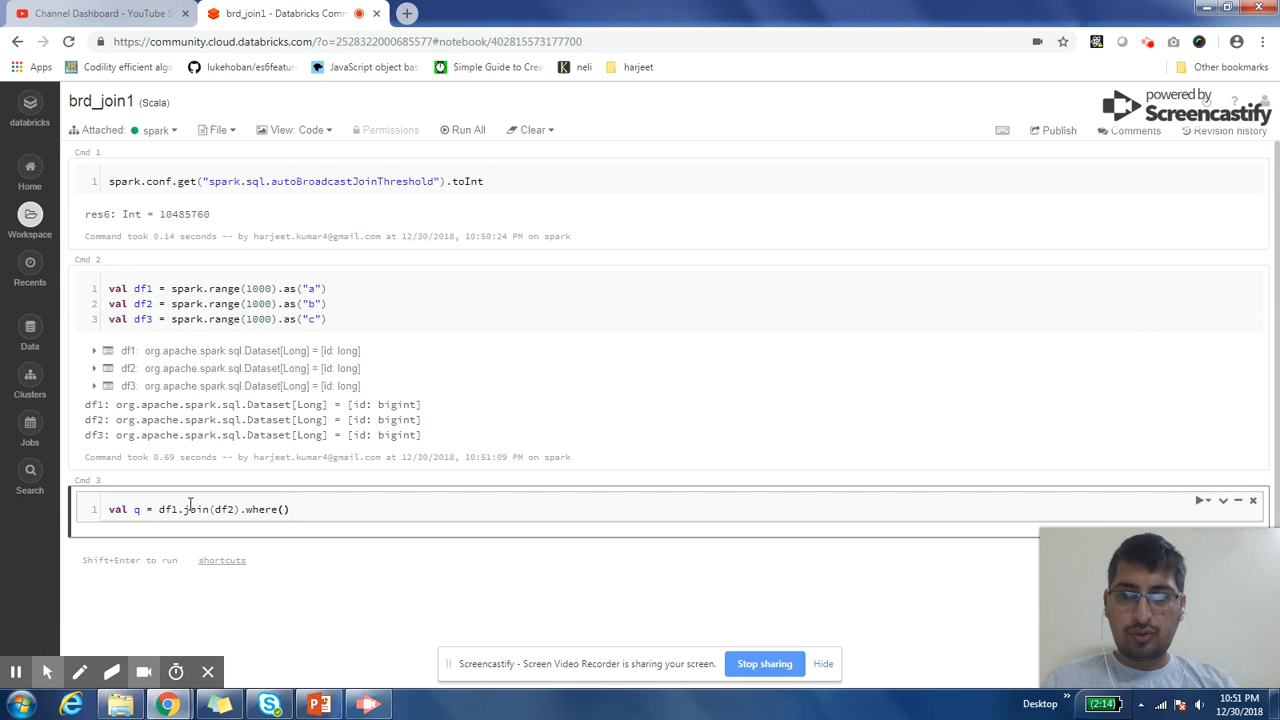 Channel Dashboard - YouTube S
brd_join1 - Databricks Comm
https://community.cloud.databricks.com/?o=2528322000685577#notebook/402815573177700
Apps
Codility efficient algo
lukehoban/es6featur
JavaScript object bas
Simple Guide to Crea
neli
harjeet
Other bookmarks
databricks
brd_join1 (Scala)
powered by
Screencastify
Attached: spark
File
View: Code
Permissions
Run All
Clear
Publish
Comments
Revision history
Home
Workspace
Recents
Data
Clusters
Jobs
Search
Cmd 1
1 spark.conf.get("spark.sql.autoBroadcastJoinThreshold").toInt
res6: Int = 10485760
Command took 0.14 seconds -- by harjeet.kumar4@gmail.com at 12/30/2018, 10:50:24 PM on spark
Cmd 2
1 val df1 = spark.range(1000).as("a")
2 val df2 = spark.range(1000).as("b")
3 val df3 = spark.range(1000).as("c")
df1: org.apache.spark.sql.Dataset[Long] = [id: long]
df2: org.apache.spark.sql.Dataset[Long] = [id: long]
df3: org.apache.spark.sql.Dataset[Long] = [id: long]
df1: org.apache.spark.sql.Dataset[Long] = [id: bigint]
df2: org.apache.spark.sql.Dataset[Long] = [id: bigint]
df3: org.apache.spark.sql.Dataset[Long] = [id: bigint]
Command took 0.69 seconds -- by harjeet.kumar4@gmail.com at 12/30/2018, 10:51:09 PM on spark
Cmd 3
1 val q = df1.join(df2).where()
Shift+Enter to run shortcuts
Screencastify - Screen Video Recorder is sharing your screen.
Stop sharing
Hide
Desktop
(2:14)
10:51 PM
12/30/2018